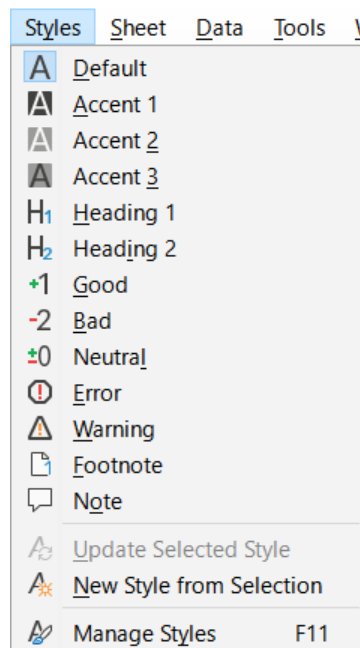 Styles Sheet Data Tools
Default
Accent 1
Accent 2
Accent 3
Heading 1
Heading 2
Good
Bad
Neutral
Error
Warning
Footnote
Note
Update Selected Style
New Style from Selection
Manage Styles F11